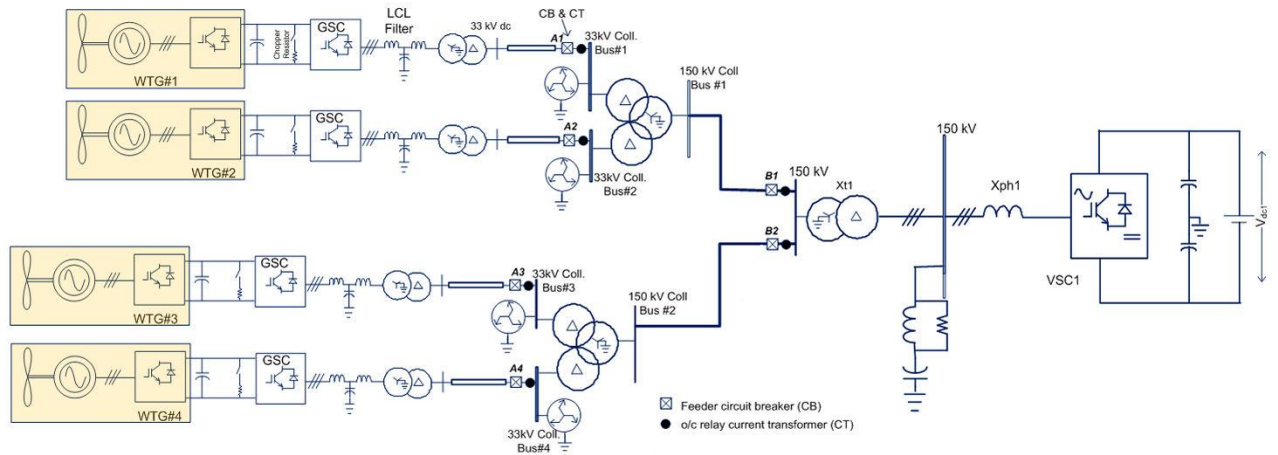 WTG#1
Chopper
Resistor
GSC
LCL
Filter
33 kV dc
CB & CT
A1
33kV Coll.
Bus#1
WTG#2
GSC
A2
33kV Coll.
Bus#2
150 kV Coll
Bus #1
WTG#3
GSC
A3
33kV Coll.
Bus#3
WTG#4
GSC
A4
33kV Coll.
Bus#4
150 kV Coll
Bus #2
B1
B2
150 kV
Xt1
150 kV
Xph1
VSC1
Vdc1
Feeder circuit breaker (CB)
o/c relay current transformer (CT)